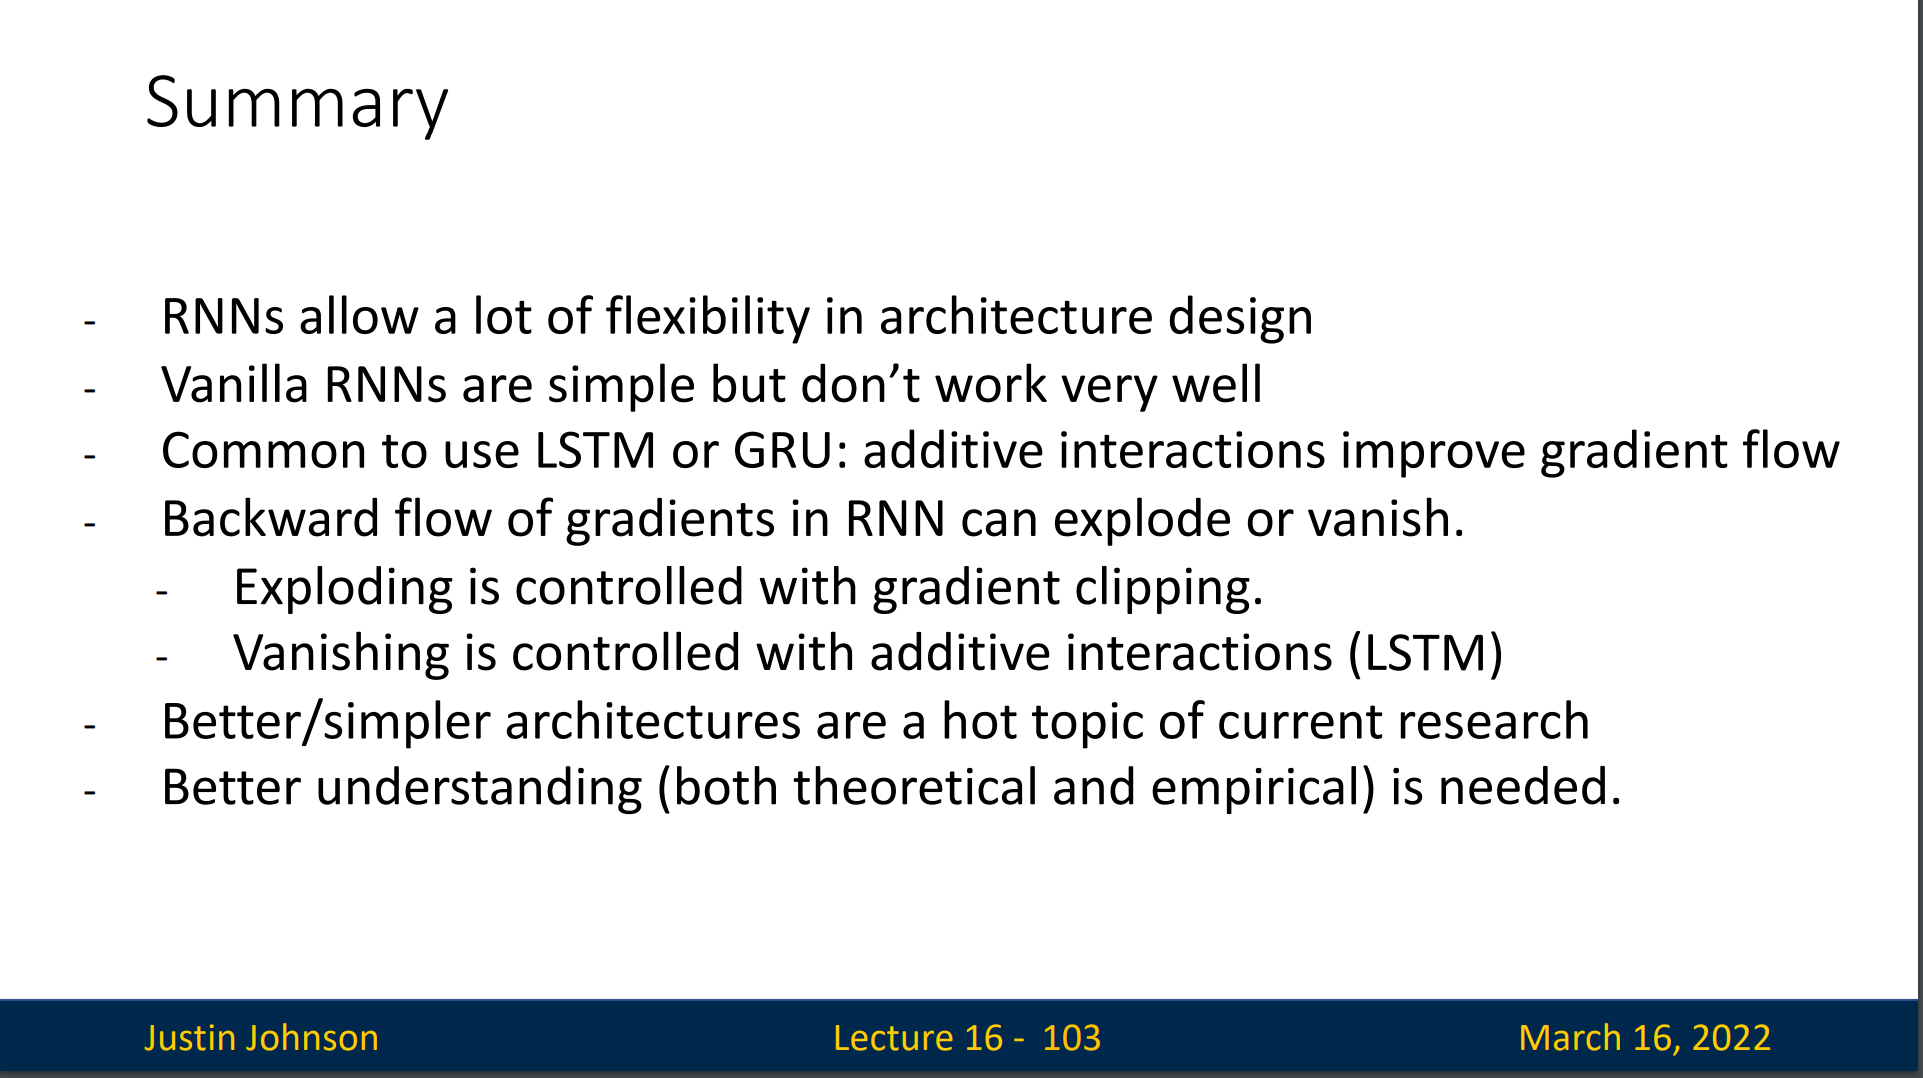 Summary
- RNNs allow a lot of flexibility in architecture design
- Vanilla RNNs are simple but don’t work very well
- Common to use LSTM or GRU: additive interactions improve gradient flow
- Backward flow of gradients in RNN can explode or vanish.
- Exploding is controlled with gradient clipping.
- Vanishing is controlled with additive interactions (LSTM)
- Better/simpler architectures are a hot topic of current research
- Better understanding (both theoretical and empirical) is needed.
Justin Johnson
Lecture 16 - 103
March 16, 2022